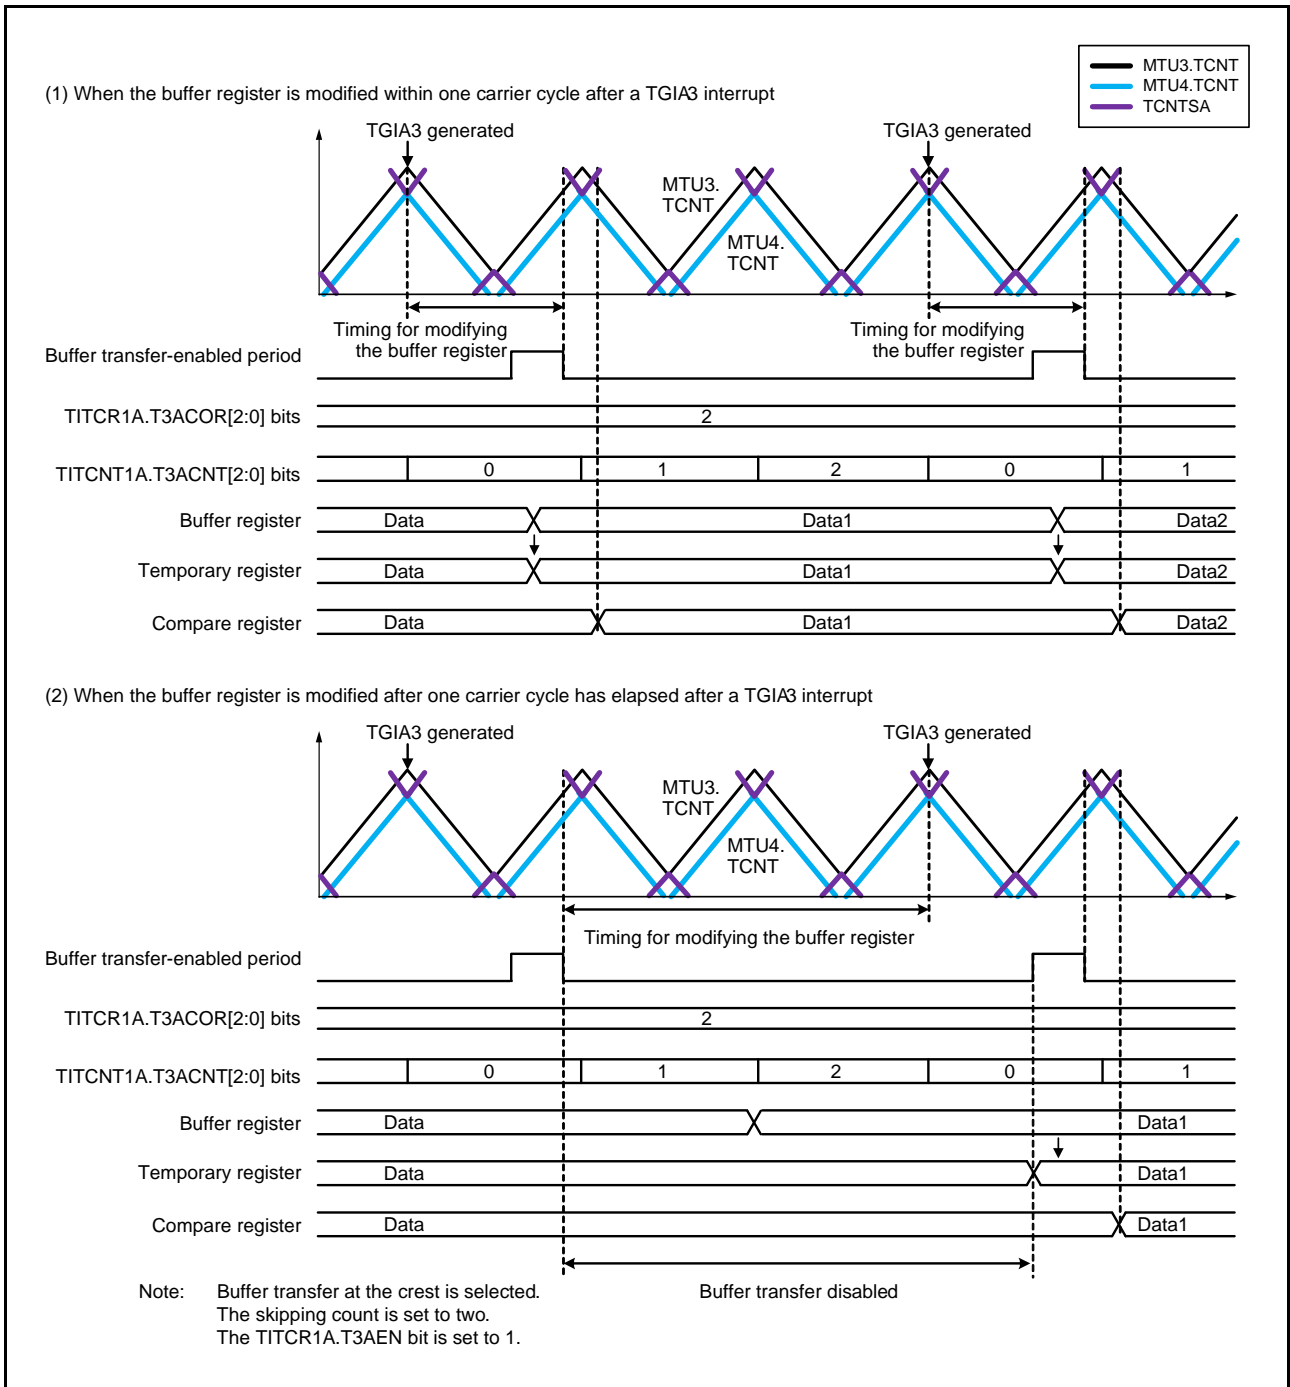 MTU3.TCNT
MTU4.TCNT
TCNTSA
(1) When the buffer register is modified within one carrier cycle after a TGIA3 interrupt
TGIA3 generated
TGIA3 generated
MTU3.
TCNT
MTU4.
TCNT
Timing for modifying
the buffer register
Timing for modifying
the buffer register
Buffer transfer-enabled period
TITCR1A.T3ACOR[2:0] bits
2
TITCNT1A.T3ACNT[2:0] bits
0
1
2
0
1
Buffer register
Data
Data1
Data2
Temporary register
Data
Data1
Data2
Compare register
Data
Data1
Data2
(2) When the buffer register is modified after one carrier cycle has elapsed after a TGIA3 interrupt
TGIA3 generated
TGIA3 generated
MTU3.
TCNT
MTU4.
TCNT
Timing for modifying the buffer register
Buffer transfer-enabled period
TITCR1A.T3ACOR[2:0] bits
2
TITCNT1A.T3ACNT[2:0] bits
0
1
2
0
1
Buffer register
Data
Data1
Temporary register
Data
Data1
Compare register
Data
Data1
Buffer transfer disabled
Note: Buffer transfer at the crest is selected.
The skipping count is set to two.
The TITCR1A.T3AEN bit is set to 1.